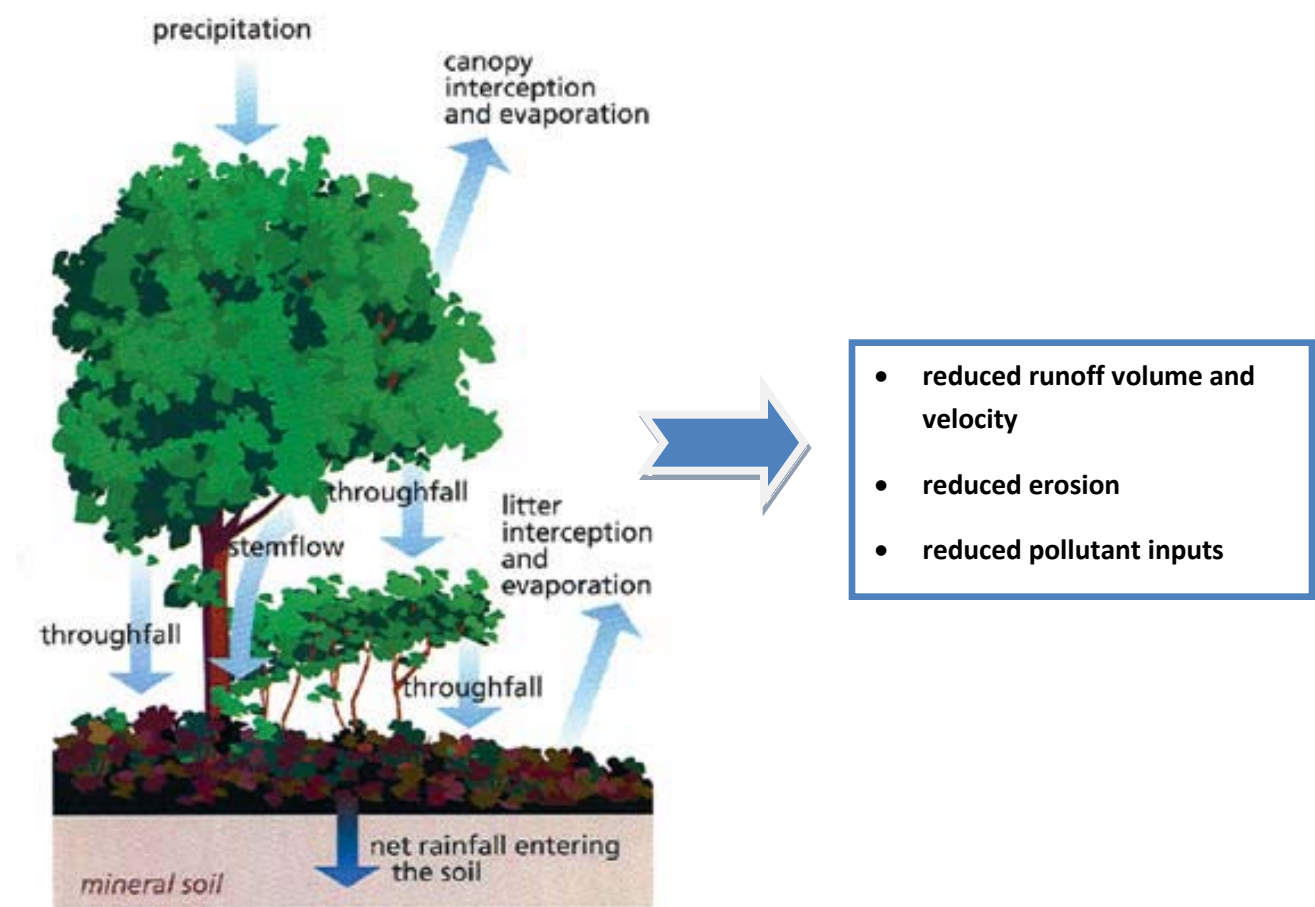 precipitation
canopy
interception
and evaporation
throughfall
stemflow
litter
interception
and
evaporation
throughfall
throughfall
net rainfall entering
the soil
mineral soil
• reduced runoff volume and
velocity
• reduced erosion
• reduced pollutant inputs